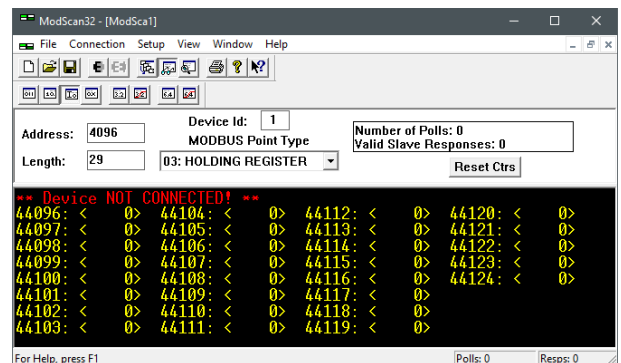 ModScan32 - [ModSca1]
File Connection Setup View Window Help
Device Id: 1
Address: 4096
MODBUS Point Type
Number of Polls: 0
Valid Slave Responses: 0
Length: 29
03: HOLDING REGISTER
Reset Ctrs
** Device NOT CONNECTED! **
44096: < 0> 44104: < 0> 44112: < 0> 44120: < 0>
44097: < 0> 44105: < 0> 44113: < 0> 44121: < 0>
44098: < 0> 44106: < 0> 44114: < 0> 44122: < 0>
44099: < 0> 44107: < 0> 44115: < 0> 44123: < 0>
44100: < 0> 44108: < 0> 44116: < 0> 44124: < 0>
44101: < 0> 44109: < 0> 44117: < 0>
44102: < 0> 44110: < 0> 44118: < 0>
44103: < 0> 44111: < 0> 44119: < 0>
For Help, press F1 Polls: 0 Resps: 0